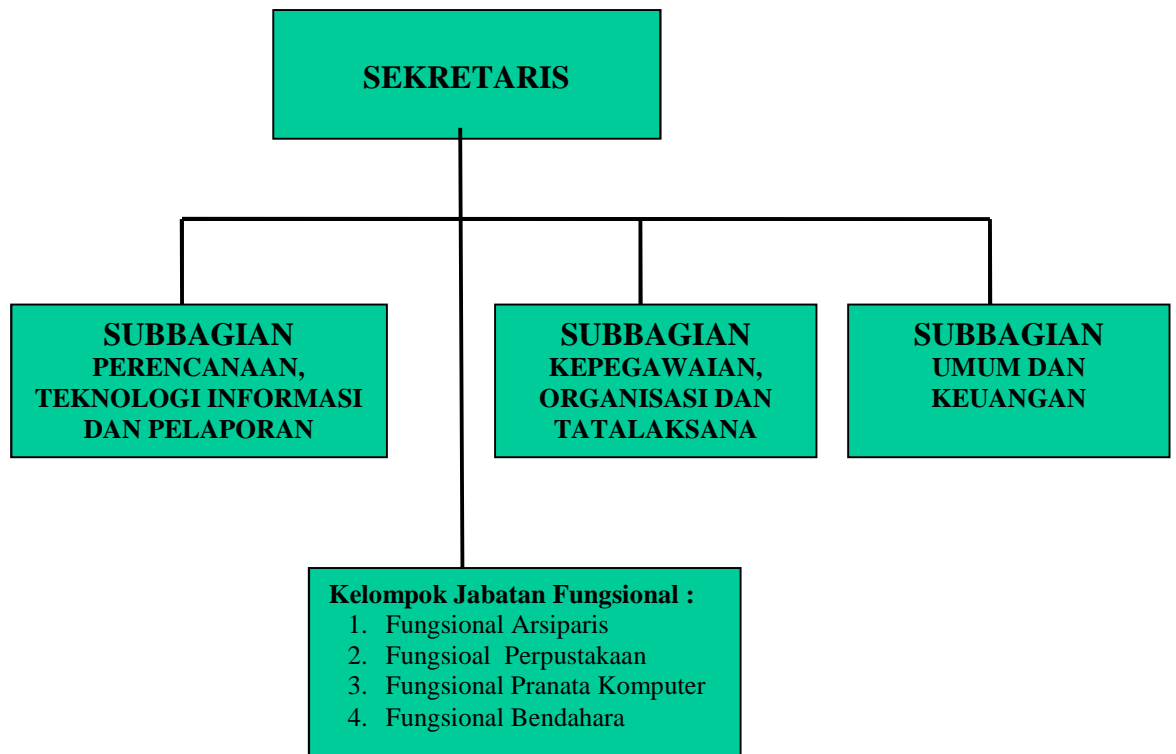 SEKRETARIS
SUBBAGIAN
PERENCANAAN,
TEKNOLOGI INFORMASI
DAN PELAPORAN
SUBBAGIAN
KEPEGAWAIAN,
ORGANISASI DAN
TATALAKSANA
SUBBAGIAN
UMUM DAN
KEUANGAN
Kelompok Jabatan Fungsional :
1. Fungsional Arsiparis
2. Fungsioal Perpustakaan
3. Fungsional Pranata Komputer
4. Fungsional Bendahara